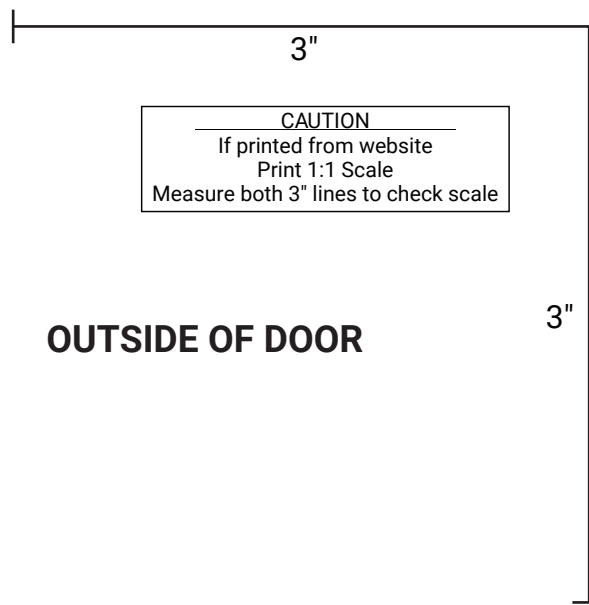 3"
CAUTION
If printed from website
Print 1:1 Scale
Measure both 3" lines to check scale
3"
OUTSIDE OF DOOR